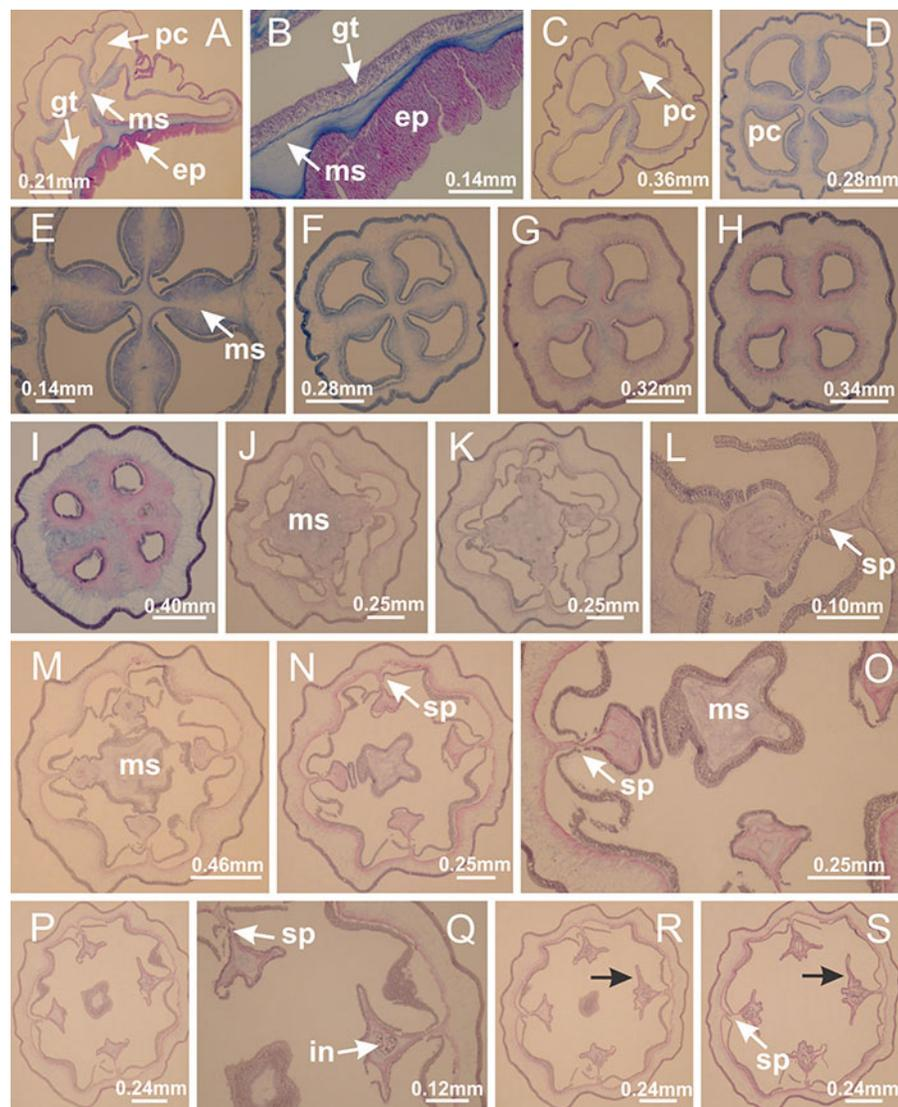 A
pc
gt
ms
ep
0.21mm
B
gt
ep
ms
0.14mm
C
pc
0.36mm
D
pc
0.28mm
E
ms
0.14mm
F
0.28mm
G
0.32mm
H
0.34mm
I
0.40mm
J
ms
0.25mm
K
0.25mm
L
sp
0.10mm
M
ms
0.46mm
N
sp
0.25mm
O
ms
sp
0.25mm
P
0.24mm
Q
sp
in
0.12mm
R
0.24mm
S
sp
0.24mm